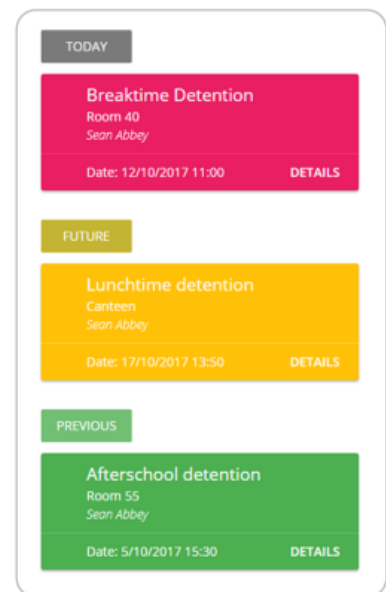 TODAY
Breaktime Detention
Room 40
Sean Abbey
Date: 12/10/2017 11:00 DETAILS
FUTURE
Lunchtime detention
Canteen
Sean Abbey
Date: 17/10/2017 13:50 DETAILS
PREVIOUS
Afterschool detention
Room 55
Sean Abbey
Date: 5/10/2017 15:30 DETAILS